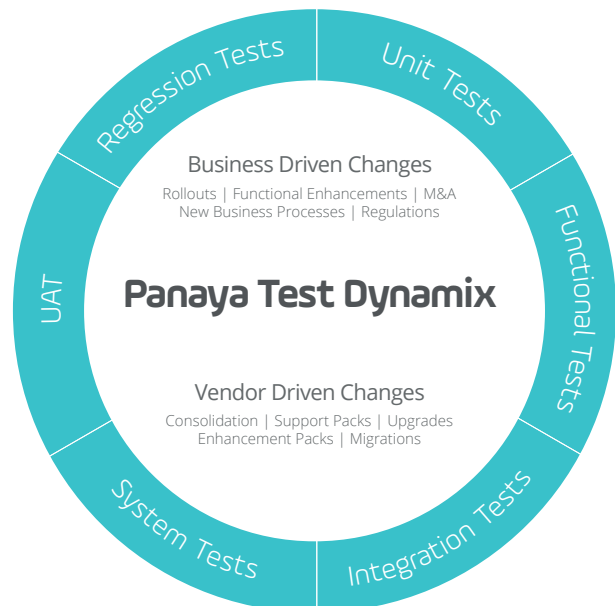 Regression Tests
Unit Tests
Business Driven Changes
Rollouts | Functional Enhancements | M&A
New Business Processes | Regulations
UAT
Panaya Test Dynamix
Functional Tests
Vendor Driven Changes
Consolidation | Support Packs | Upgrades
Enhancement Packs | Migrations
System Tests
Integration Tests